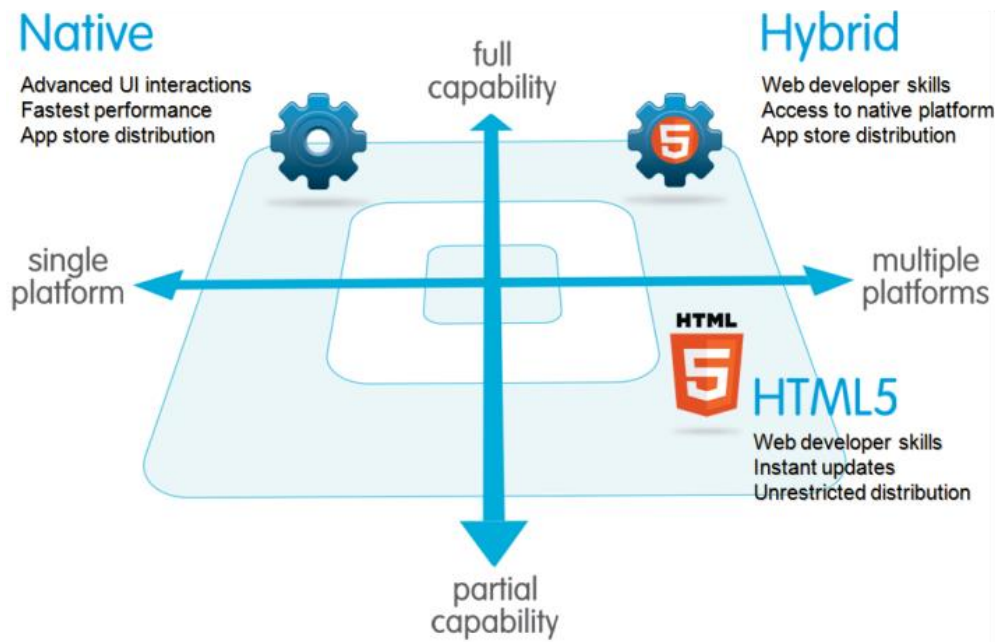 Native
Advanced UI interactions
Fastest performance
App store distribution
full
capability
Hybrid
Web developer skills
Access to native platform
App store distribution
5
single
platform
multiple
platforms
HTML
5
HTML5
Web developer skills
Instant updates
Unrestricted distribution
partial
capability